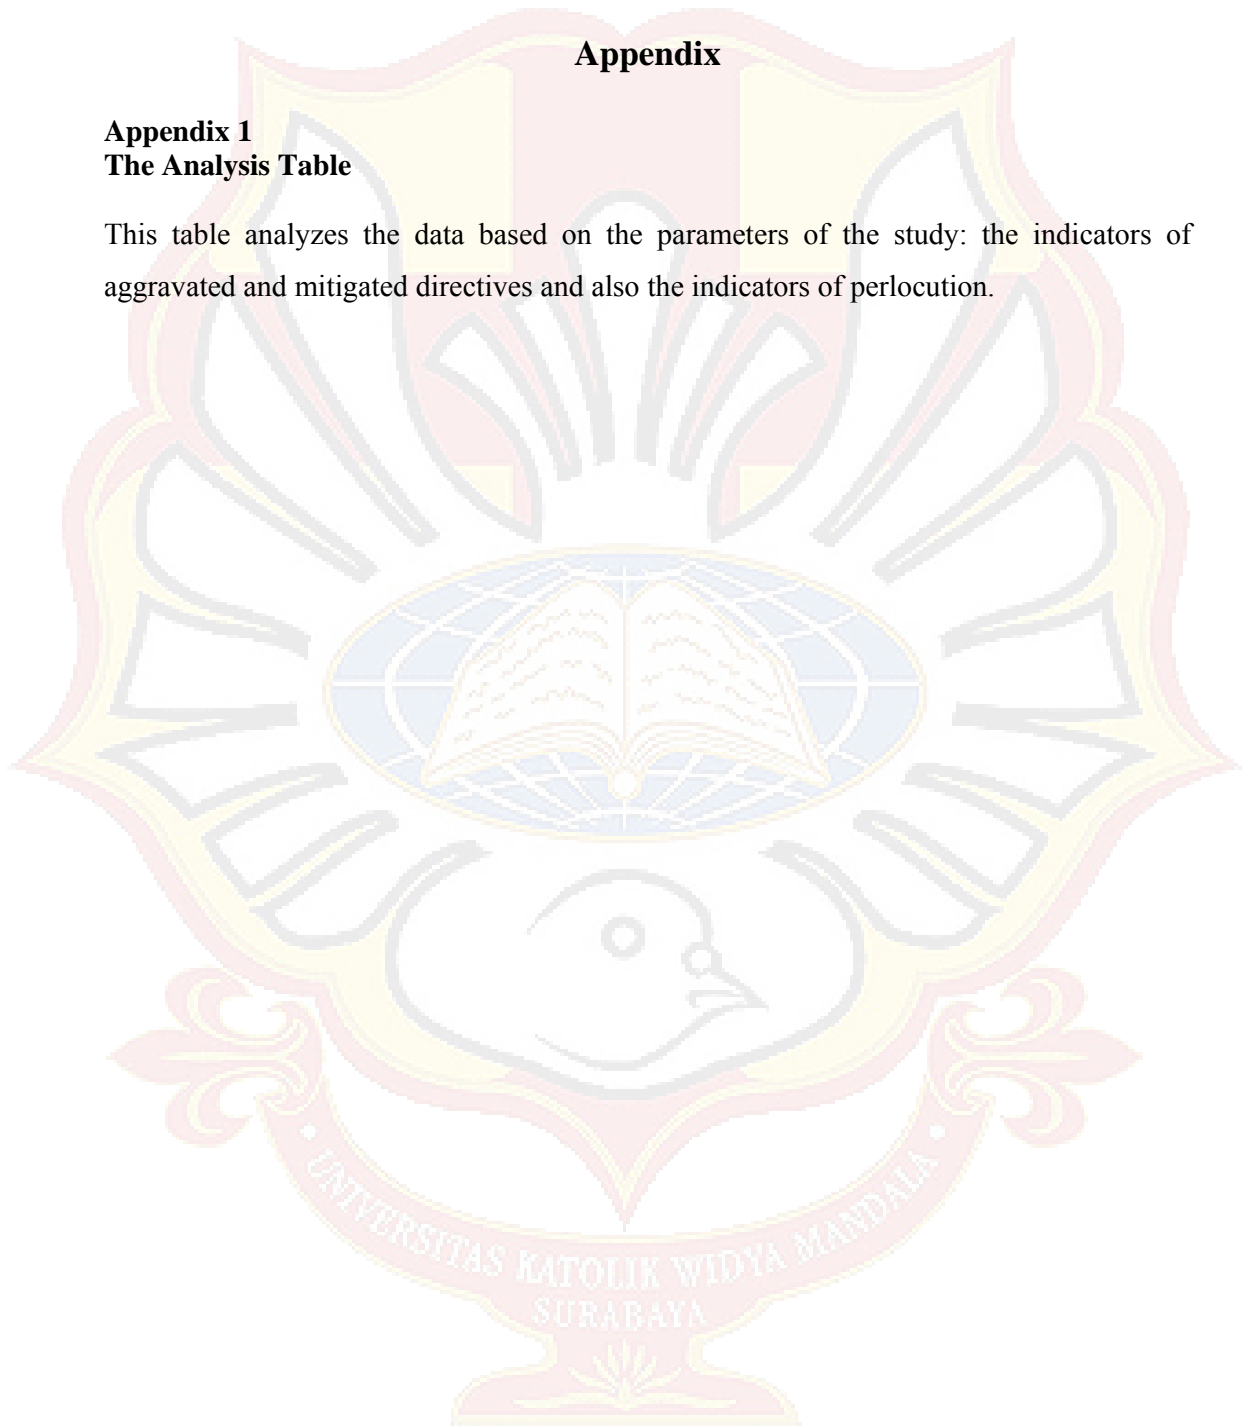 Appendix
Appendix 1
The Analysis Table
This table analyzes the data based on the parameters of the study: the indicators of
aggravated and mitigated directives and also the indicators of perlocution.
UNIVERSITAS KATOLIK WIDYA MANDALA
SURABAYA